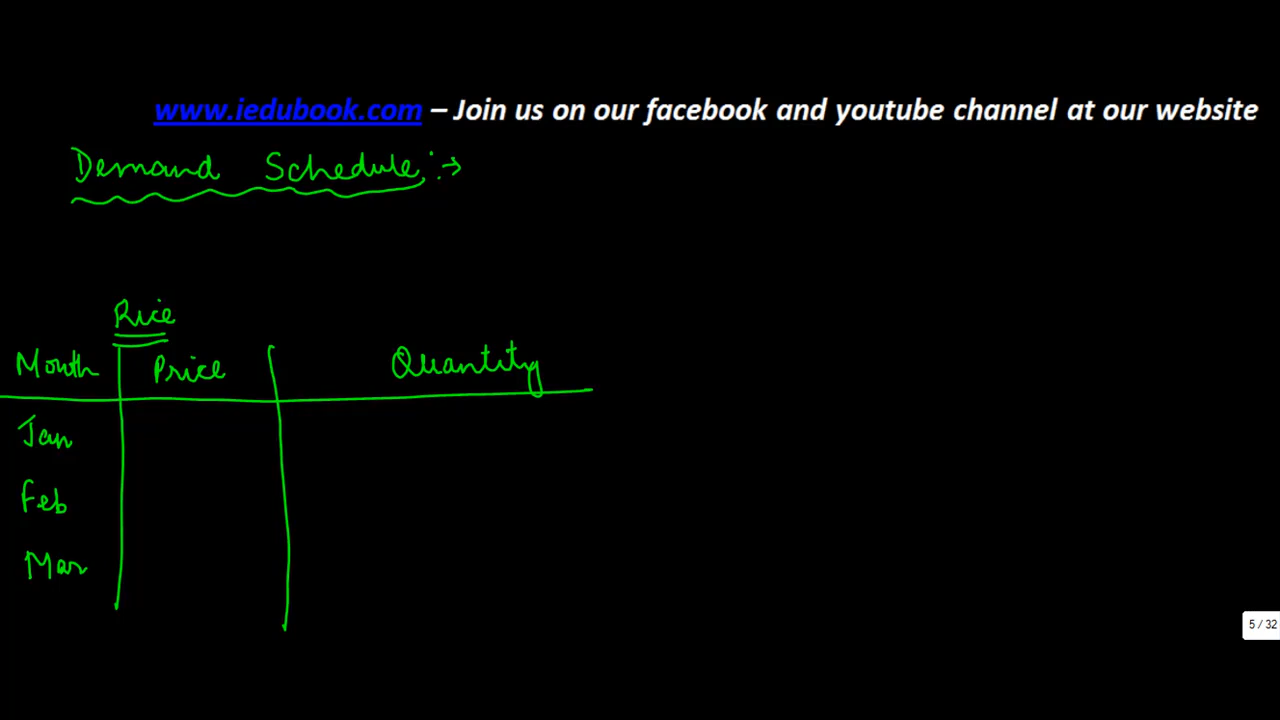 www.iedubook.com – Join us on our facebook and youtube channel at our website
Demand Schedule:→
Rice
Month Price Quantity
Jan
Feb
Mar
5 / 32